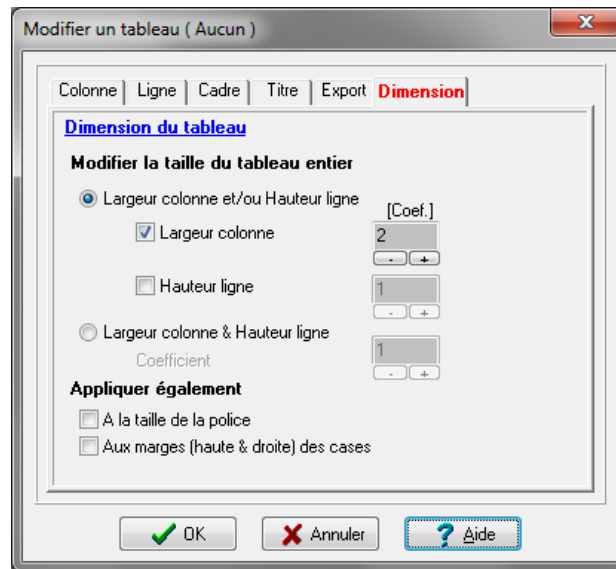 Modifier un tableau ( Aucun )
x
Colonne Ligne Cadre Titre Export Dimension
Dimension du tableau
Modifier la taille du tableau entier
Largeur colonne et/ou Hauteur ligne
[Coef.]
Largeur colonne 2
- +
Hauteur ligne 1
- +
Largeur colonne & Hauteur ligne
Coefficient 1
- +
Appliquer également
A la taille de la police
Aux marges (haute & droite) des cases
OK Annuler ? Aide